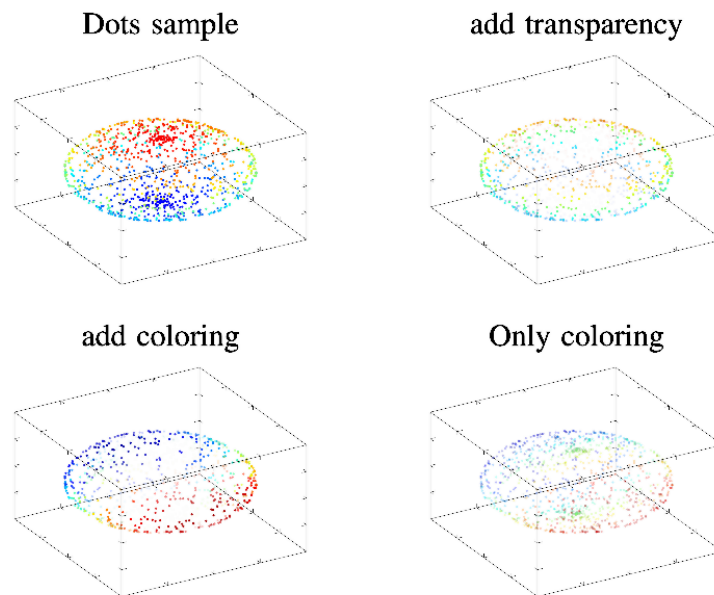 Dots sample
add transparency
add coloring
Only coloring